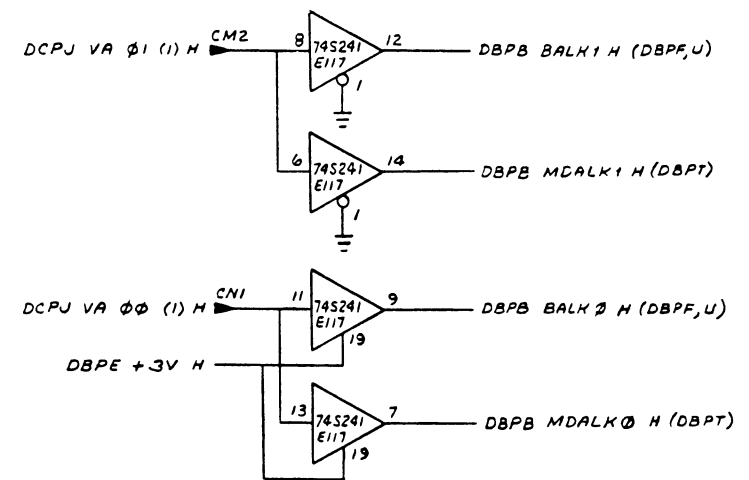 CM2
DCPJ VA Ø1 (1) H
8
74S241
E117
12
DBPB BALK1 H (DBPF,U)
1
6
74S241
E117
14
DBPB MDALK1 H (DBPT)
1
CN1
DCPJ VA ØØ (1) H
11
74S241
E117
9
DBPB BALKØ H (DBPF,U)
19
DBPE +3V H
13
74S241
E117
7
DBPB MDALKØ H (DBPT)
19